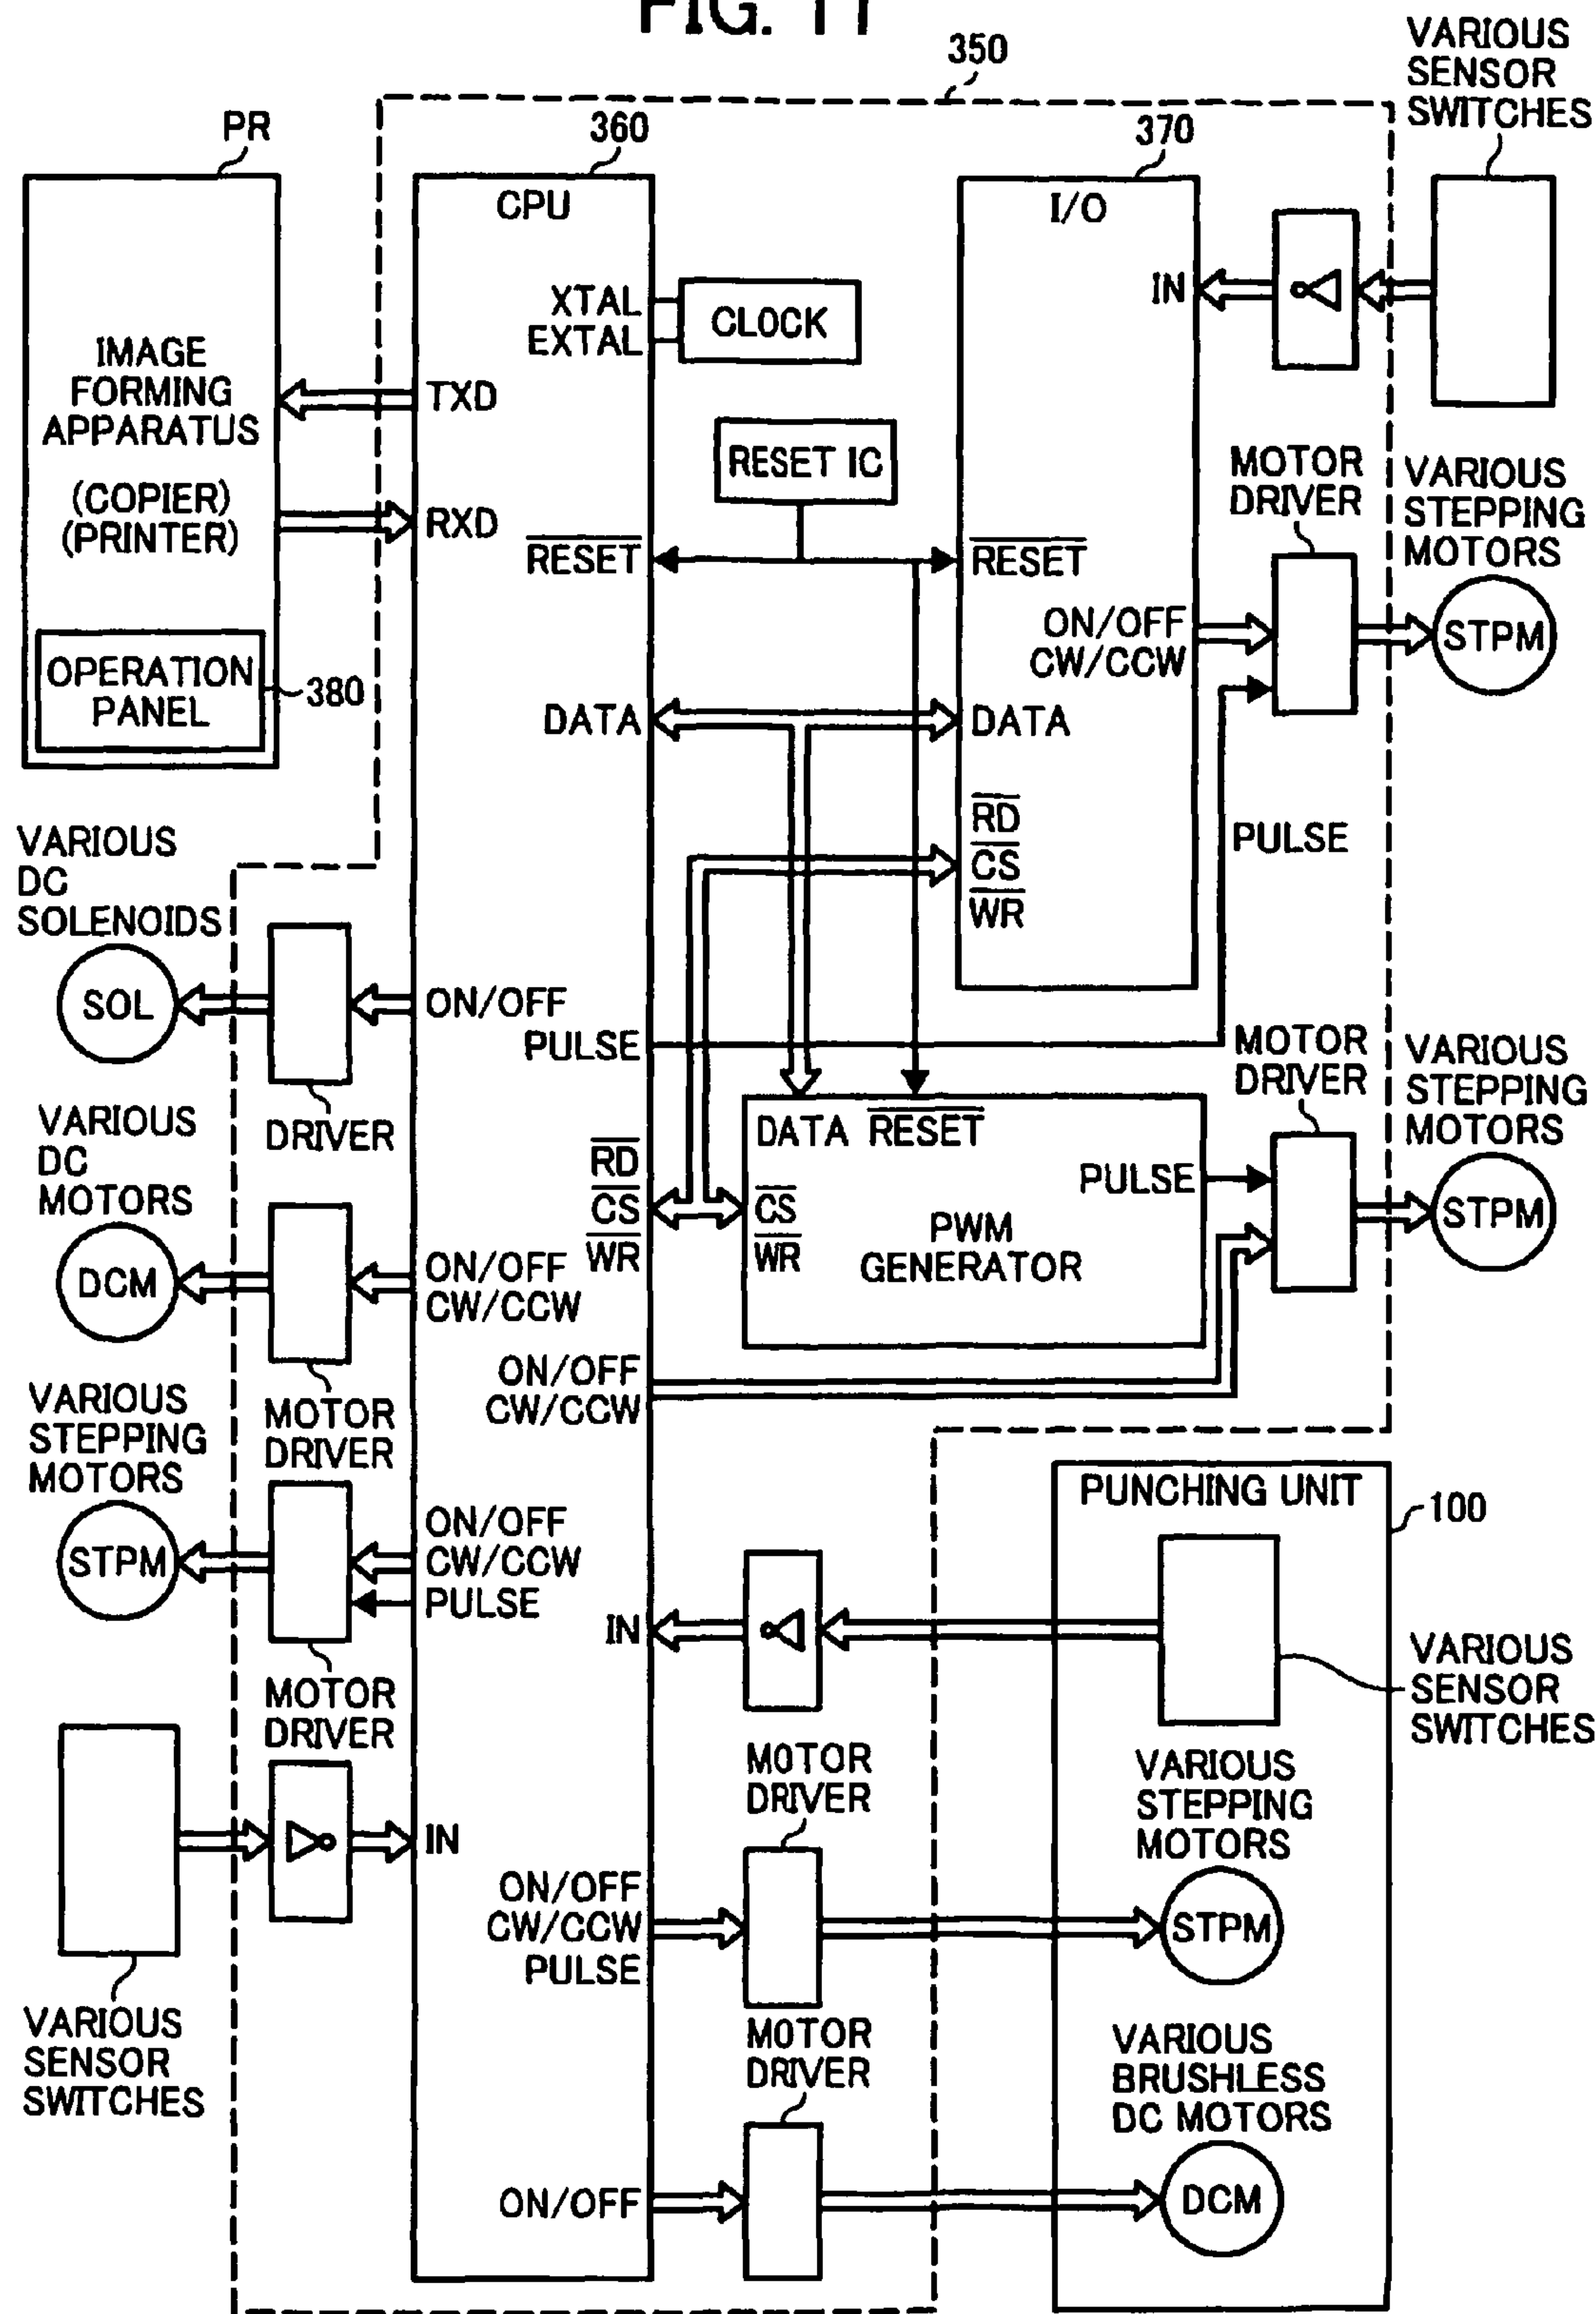 FIG. 11
350
VARIOUS
SENSOR
SWITCHES
PR
360
370
CPU
I/O
XTAL
EXTAL
CLOCK
IN
IMAGE
FORMING
APPARATUS
(COPIER)
(PRINTER)
TXD
RXD
RESET IC
RESET
RESET
MOTOR
DRIVER
VARIOUS
STEPPING
MOTORS
ON/OFF
CW/CCW
STPM
OPERATION
PANEL
380
DATA
DATA
RD
CS
WR
PULSE
VARIOUS
DC
SOLENOIDS
SOL
ON/OFF
PULSE
DRIVER
MOTOR
DRIVER
VARIOUS
STEPPING
MOTORS
DATA RESET
PULSE
CS
WR
PWM
GENERATOR
STPM
RD
CS
WR
VARIOUS
DC
MOTORS
DCM
ON/OFF
CW/CCW
MOTOR
DRIVER
ON/OFF
CW/CCW
VARIOUS
STEPPING
MOTORS
STPM
ON/OFF
CW/CCW
PULSE
MOTOR
DRIVER
PUNCHING UNIT
100
IN
VARIOUS
SENSOR
SWITCHES
IN
VARIOUS
SENSOR
SWITCHES
MOTOR
DRIVER
VARIOUS
STEPPING
MOTORS
ON/OFF
CW/CCW
PULSE
STPM
MOTOR
DRIVER
VARIOUS
BRUSHLESS
DC MOTORS
ON/OFF
DCM